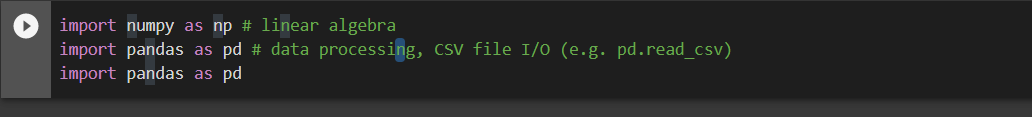 import numpy as np # linear algebra
import pandas as pd # data processing, CSV file I/O (e.g. pd.read_csv)
import pandas as pd